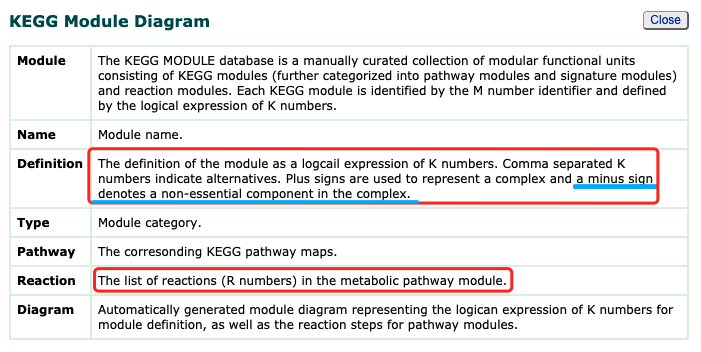 KEGG Module Diagram
Close
Module
The KEGG MODULE database is a manually curated collection of modular functional units
consisting of KEGG modules (further categorized into pathway modules and signature modules)
and reaction modules. Each KEGG module is identified by the M number identifier and defined
by the logical expression of K numbers.
Name
Module name.
Definition
The definition of the module as a logcail expression of K numbers. Comma separated K
numbers indicate alternatives. Plus signs are used to represent a complex and a minus sign
denotes a non-essential component in the complex.
Type
Module category.
Pathway
The corresonding KEGG pathway maps.
Reaction
The list of reactions (R numbers) in the metabolic pathway module.
Diagram
Automatically generated module diagram representing the logican expression of K numbers for
module definition, as well as the reaction steps for pathway modules.